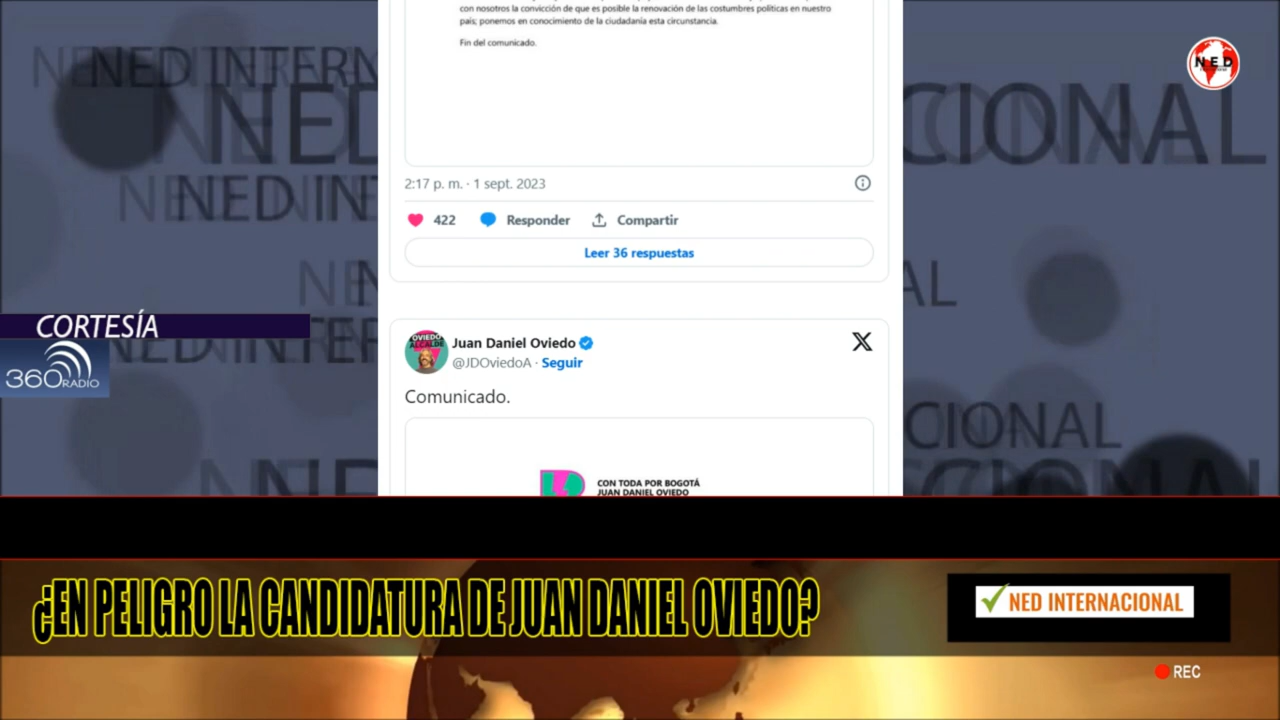 con nosotros la convicción de que es posible la renovación de las costumbres políticas en nuestro
país; ponemos en conocimiento de la ciudadanía esta circunstancia.
Fin del comunicado.
NED
2:17 p. m. · 1 sept. 2023
422
Responder
Compartir
Leer 36 respuestas
CORTESÍA
360 RADIO
OVIEDO
ALCALDE
Juan Daniel Oviedo
@JDOviedoA · Seguir
Comunicado.
CON TODA POR BOGOTÁ
JUAN DANIEL OVIEDO
¿EN PELIGRO LA CANDIDATURA DE JUAN DANIEL OVIEDO?
NED INTERNACIONAL
REC